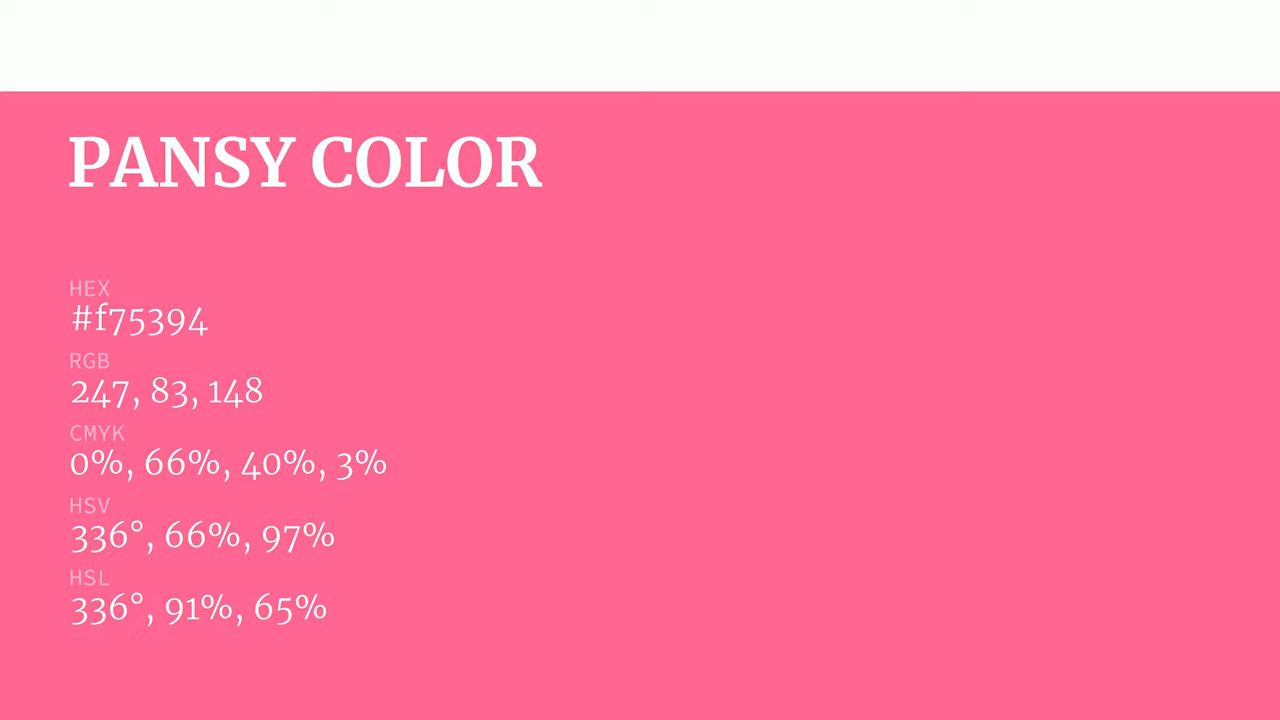 PANSY COLOR
HEX
#f75394
RGB
247, 83, 148
CMYK
0%, 66%, 40%, 3%
HSV
336°, 66%, 97%
HSL
336°, 91%, 65%